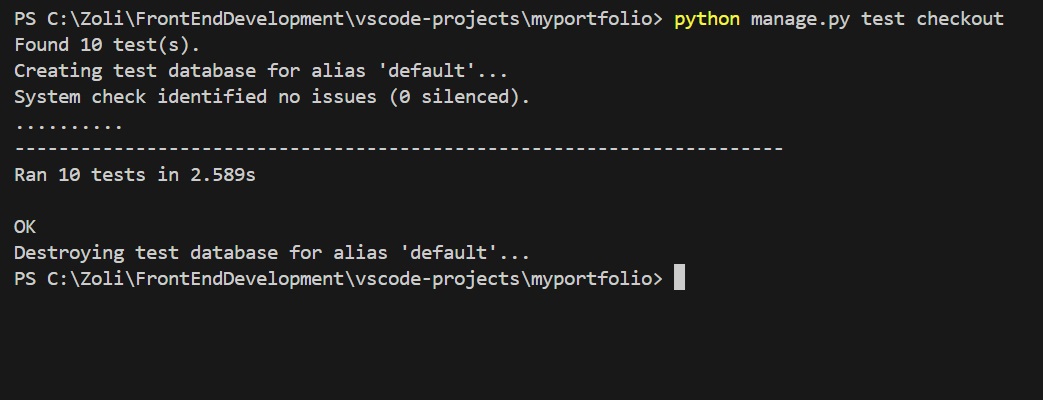 PS C:\Zoli\FrontEndDevelopment\vscode-projects\myportfolio> python manage.py test checkout
Found 10 test(s).
Creating test database for alias 'default'...
System check identified no issues (0 silenced).
..........
----------------------------------------------------------------------
Ran 10 tests in 2.589s

OK
Destroying test database for alias 'default'...
PS C:\Zoli\FrontEndDevelopment\vscode-projects\myportfolio>